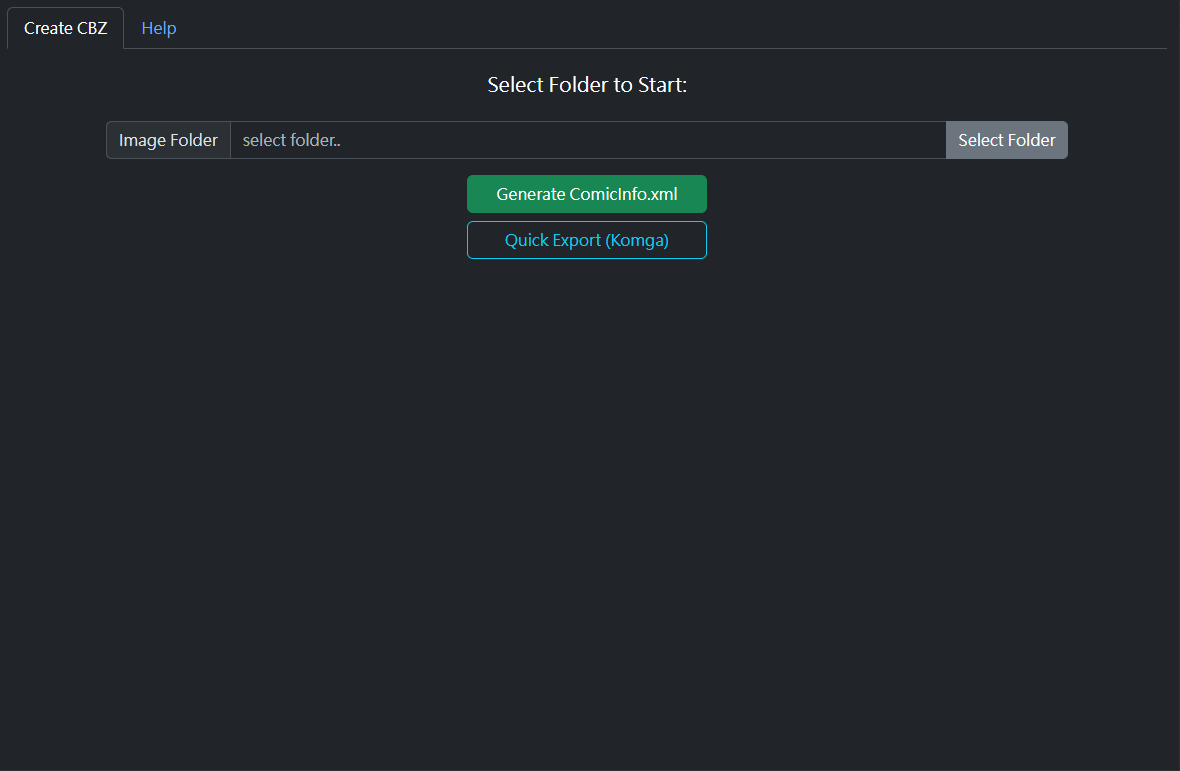 Create CBZ Help
Select Folder to Start:
Image Folder select folder.. Select Folder
Generate ComicInfo.xml
Quick Export (Komga)